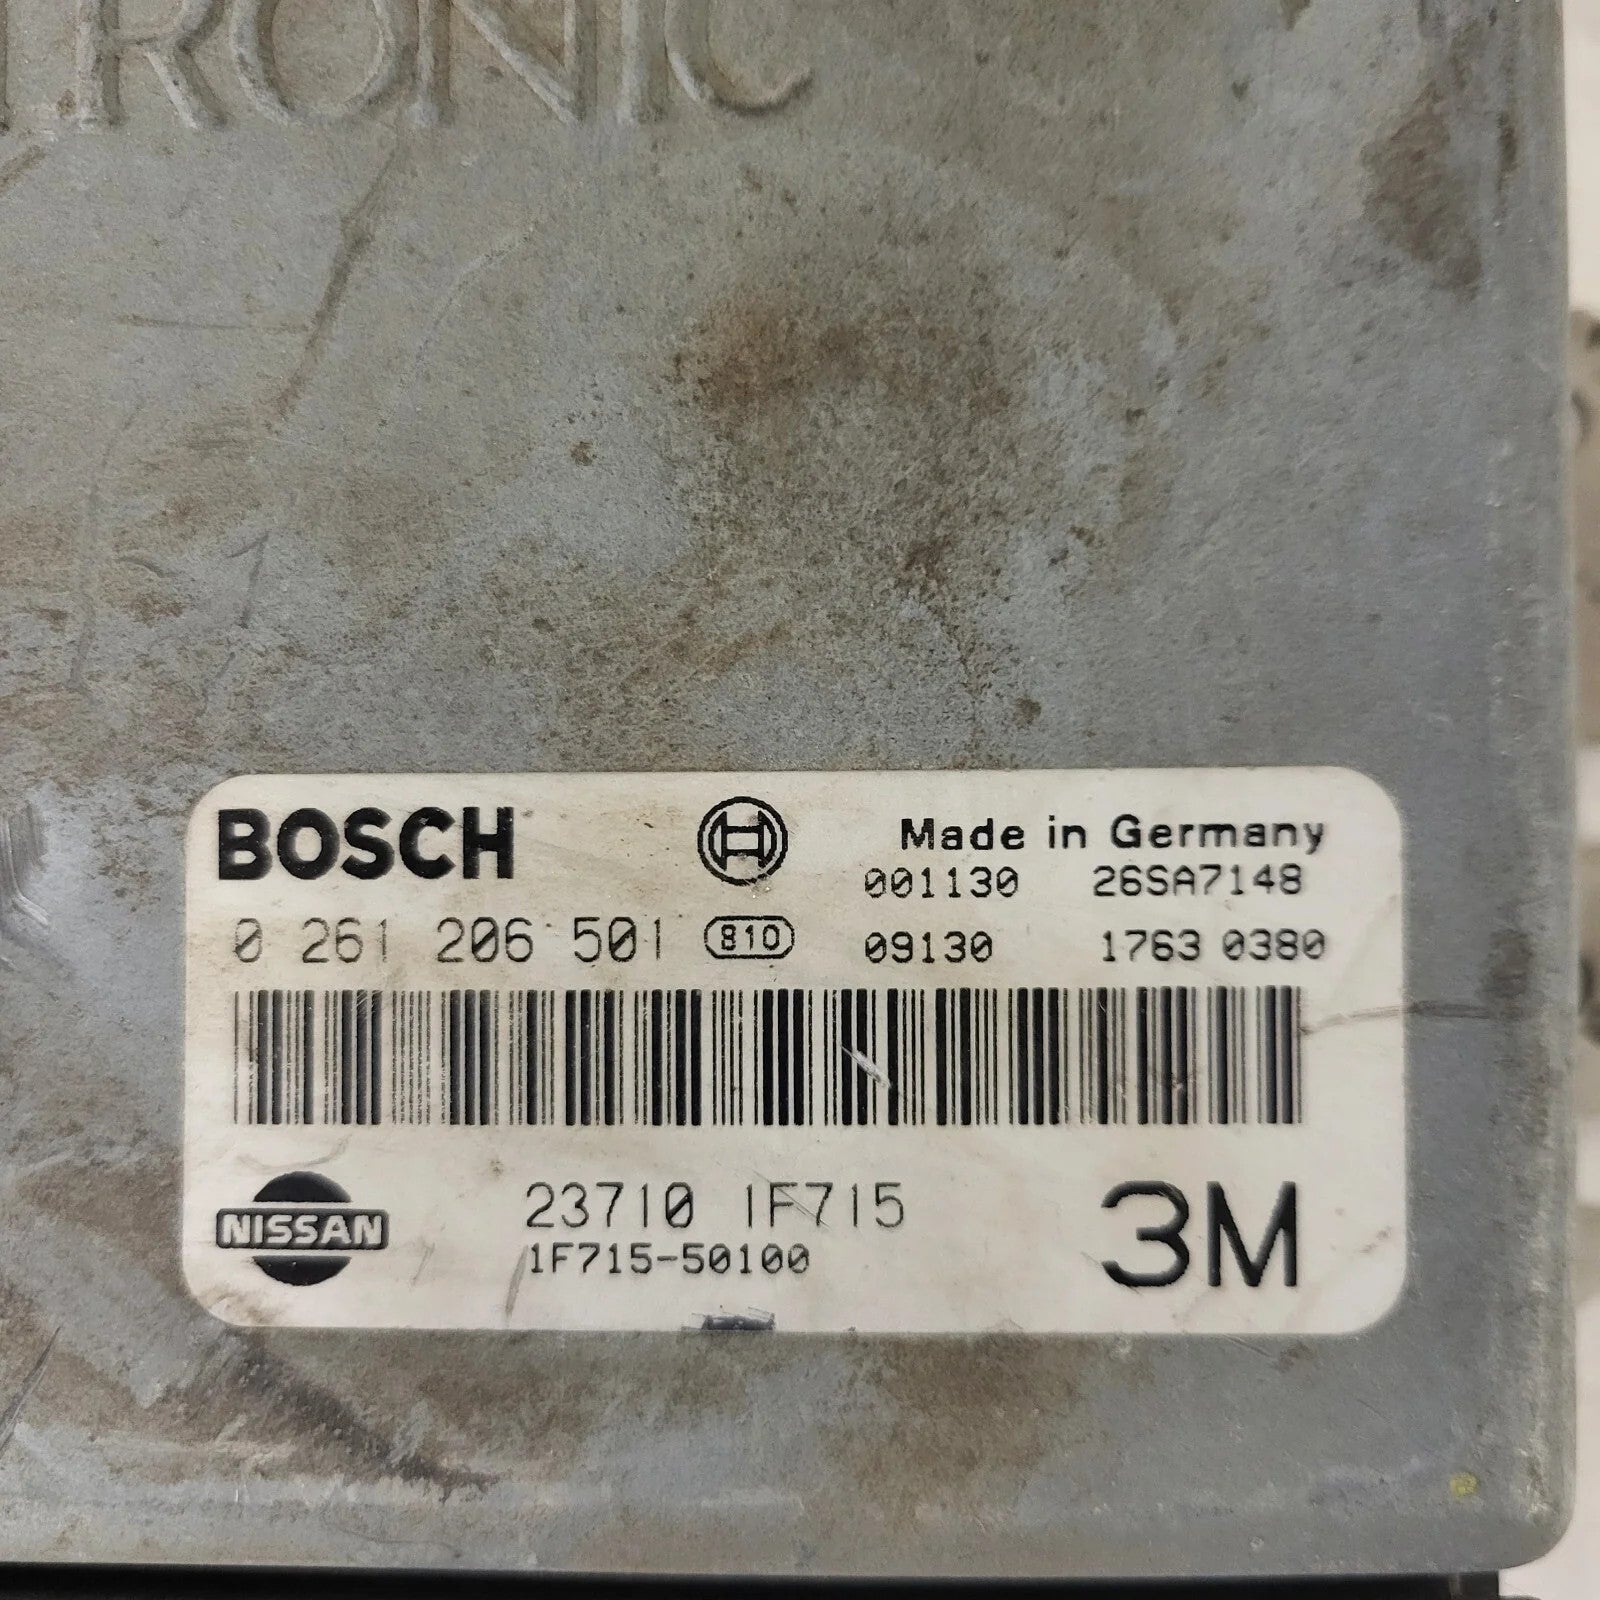 TRONIC
BOSCH Made in Germany
001130 26SA7148
0 261 206 501 810 09130 1763 0380
NISSAN 23710 1F715 3M
1F715-50100